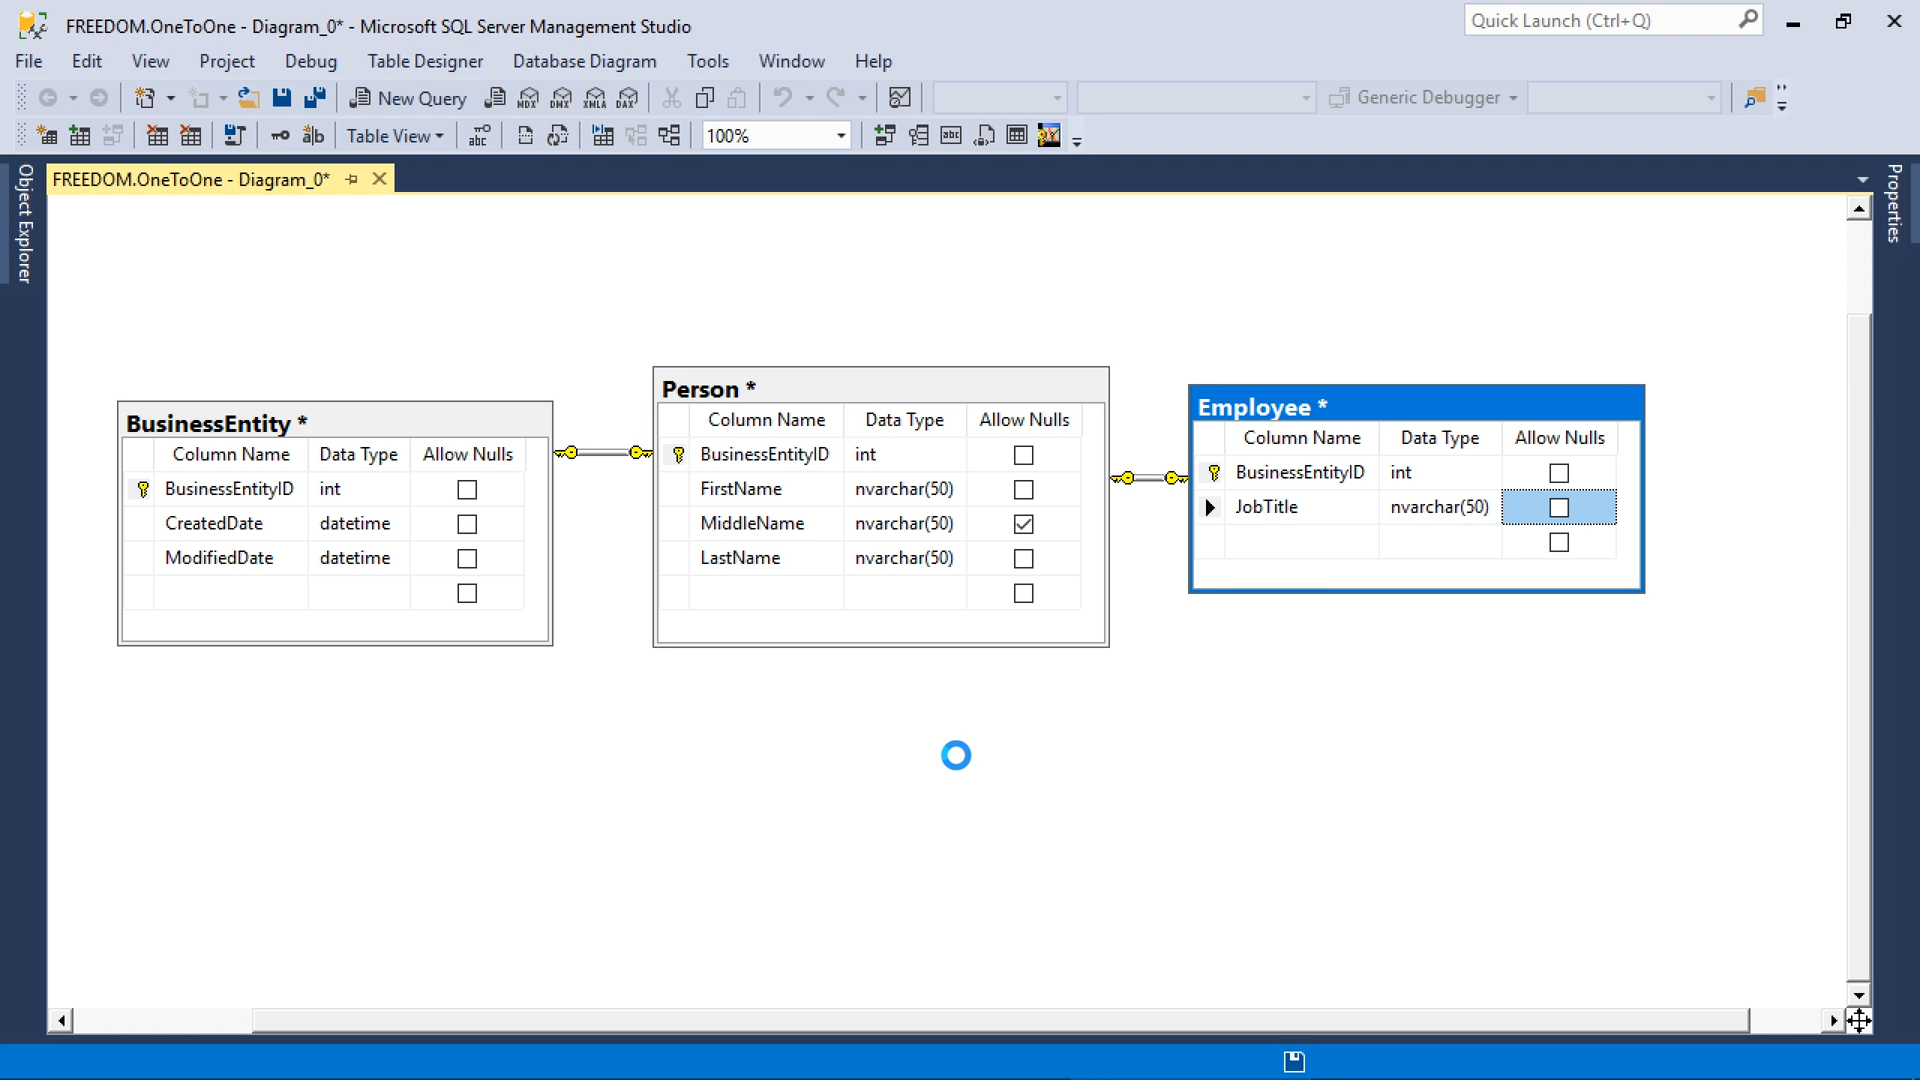 FREEDOM.OneToOne - Diagram_0* - Microsoft SQL Server Management Studio
Quick Launch (Ctrl+Q)
File Edit View Project Debug Table Designer Database Diagram Tools Window Help
New Query MDX DMX XMLA DAX Generic Debugger
Table View 100%
Object Explorer
FREEDOM.OneToOne - Diagram_0*
Properties
BusinessEntity *
Column Name Data Type Allow Nulls
BusinessEntityID int
CreatedDate datetime
ModifiedDate datetime
Person *
Column Name Data Type Allow Nulls
BusinessEntityID int
FirstName nvarchar(50)
MiddleName nvarchar(50)
LastName nvarchar(50)
Employee *
Column Name Data Type Allow Nulls
BusinessEntityID int
JobTitle nvarchar(50)